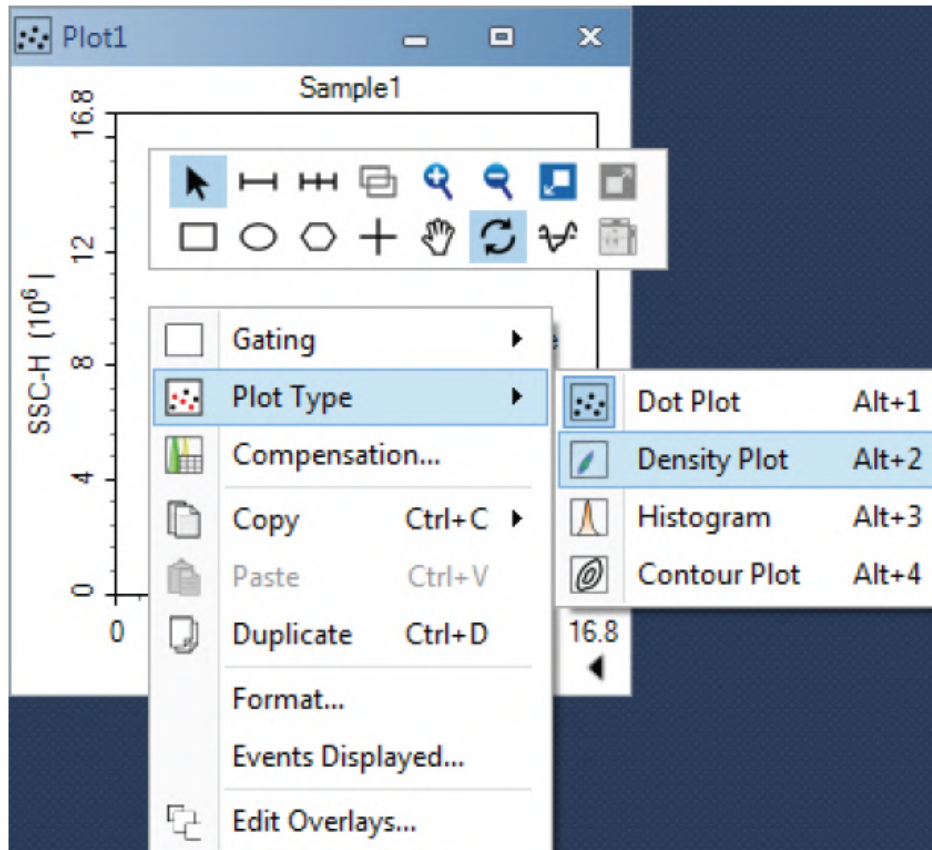 Plot1
Sample1
16.8
12
SSC-H (10⁶
8
4
0
0
16.8
Gating
Plot Type
Compensation...
Copy Ctrl+C
Paste Ctrl+V
Duplicate Ctrl+D
Format...
Events Displayed...
Edit Overlays...
Dot Plot Alt+1
Density Plot Alt+2
Histogram Alt+3
Contour Plot Alt+4